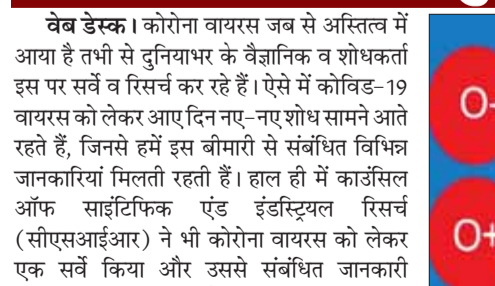 वेब डेस्क। कोरोना वायरस जब से अस्तित्व में
आया है तभी से दुनियाभर के वैज्ञानिक व शोधकर्ता
इस पर सर्वे व रिसर्च कर रहे हैं। ऐसे में कोविड-19
वायरस को लेकर आए दिन नए-नए शोध सामने आते
रहते हैं, जिनसे हमें इस बीमारी से संबंधित विभिन्न
जानकारियां मिलती रहती हैं। हाल ही में काउंसिल
ऑफ साइंटिफिक एंड इंडस्ट्रियल रिसर्च
(सीएसआईआर) ने भी कोरोना वायरस को लेकर
एक सर्वे किया और उससे संबंधित जानकारी
O-
O+